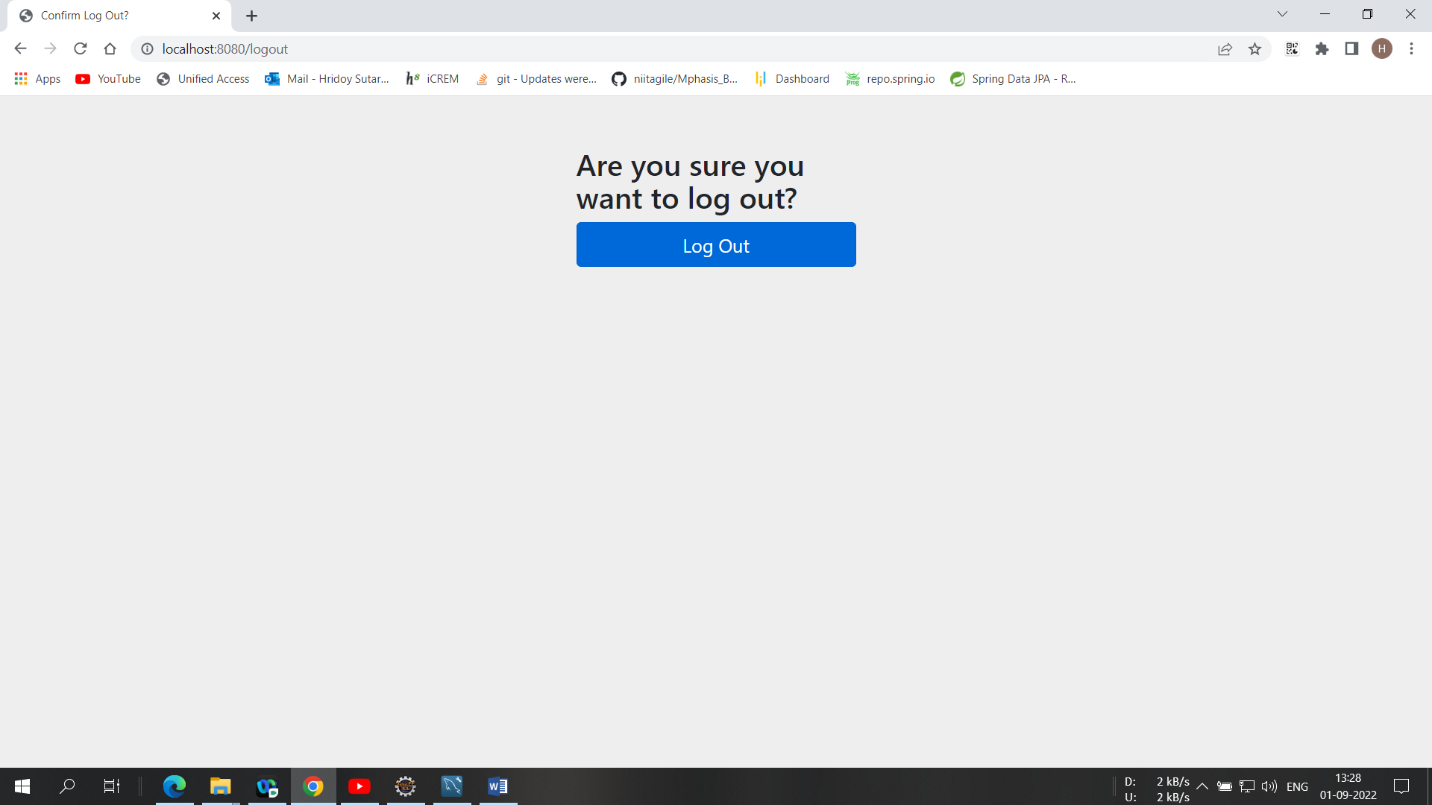 Confirm Log Out?
localhost:8080/logout
H
Apps YouTube Unified Access Mail - Hridoy Sutar... h8 iCREM git - Updates were... niitagile/Mphasis_B... Dashboard repo.spring.io Spring Data JPA - R...
Are you sure you
want to log out?
Log Out
D: 2 kB/s
U: 2 kB/s
ENG
13:28
01-09-2022